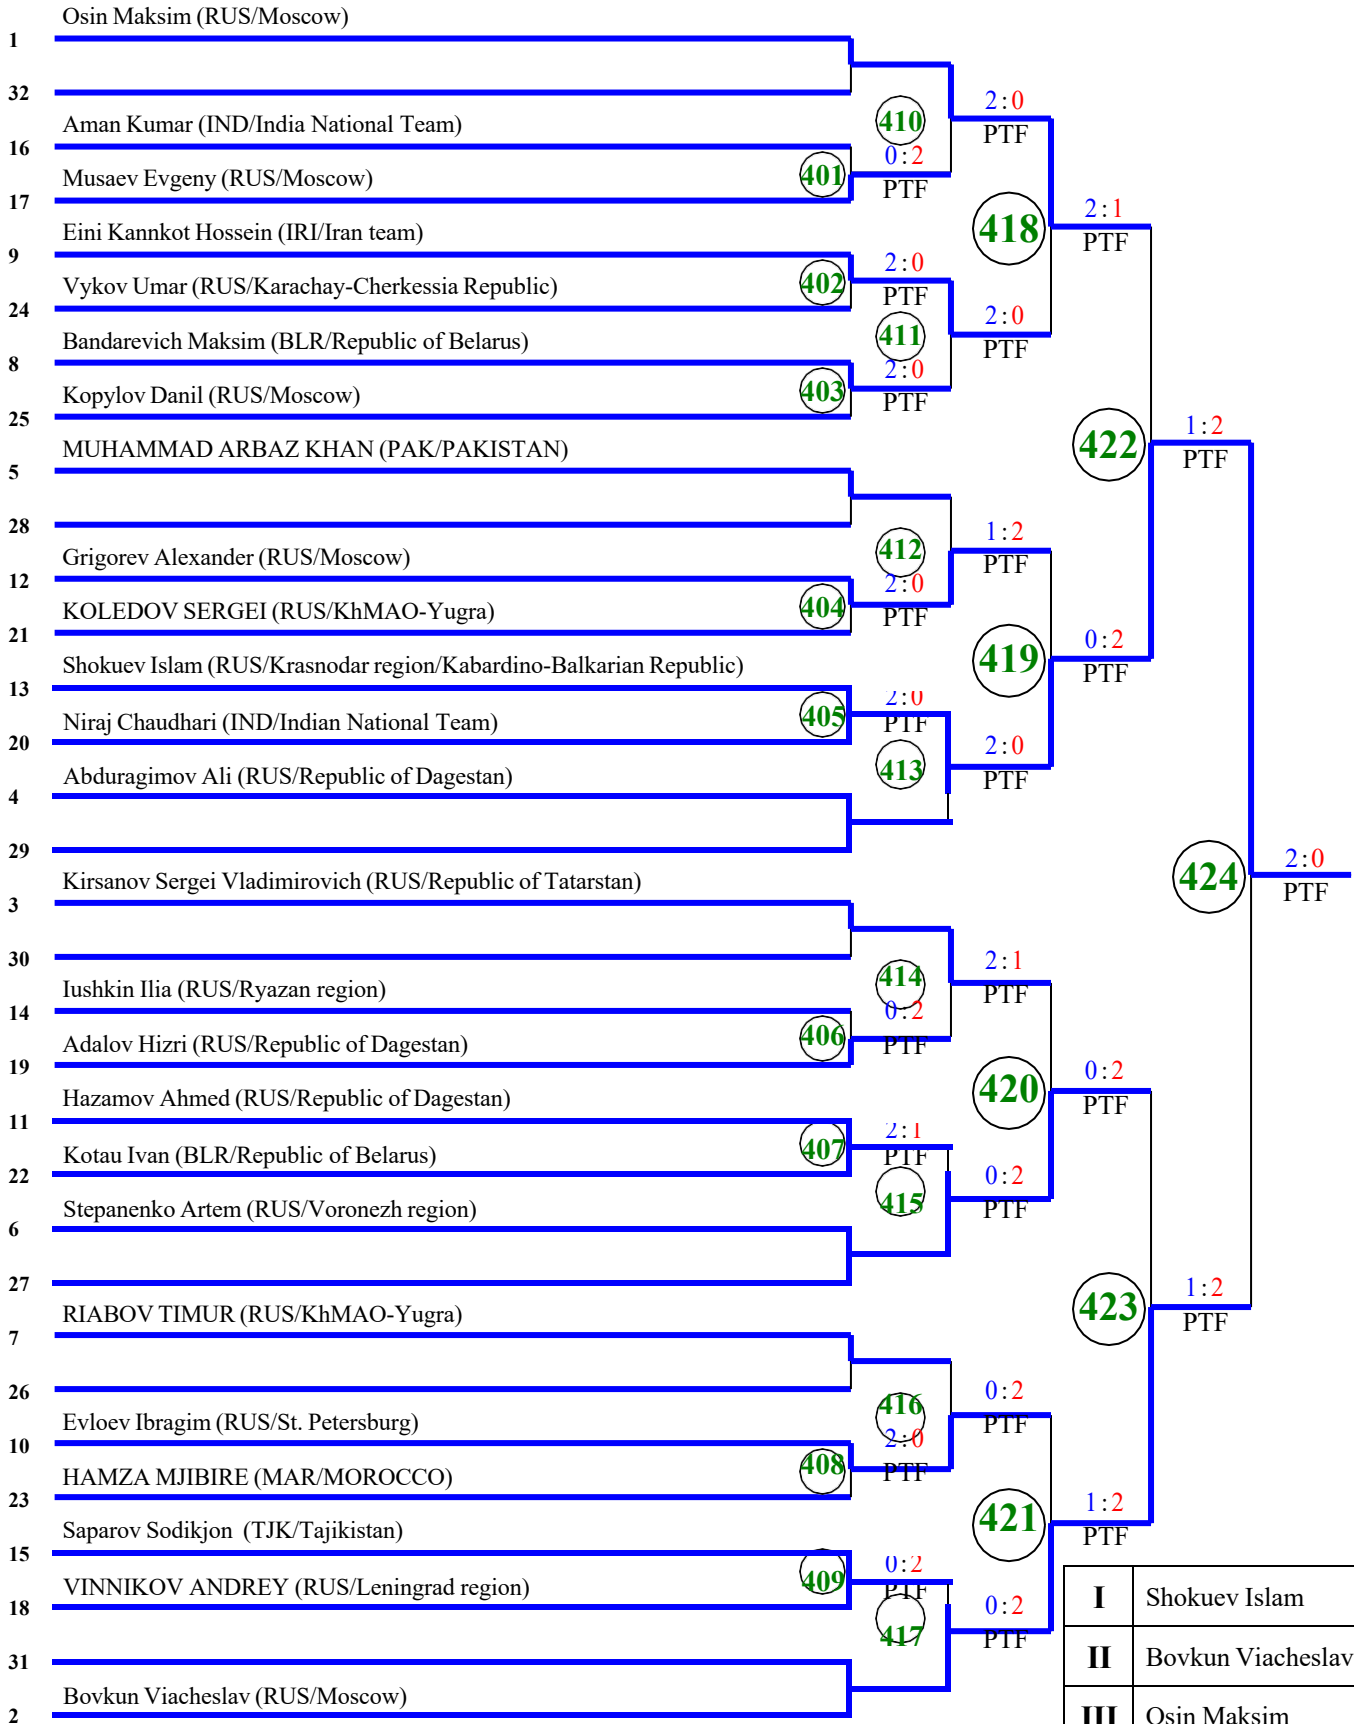 Osin Maksim (RUS/Moscow)
1
32
2:0
Aman Kumar (IND/India National Team)
410
PTF
16
0:2
Musaev Evgeny (RUS/Moscow)
401
PTF
17
2:1
Eini Kannkot Hossein (IRI/Iran team)
418
PTF
9
2:0
Vykov Umar (RUS/Karachay-Cherkessia Republic)
402
PTF
24
2:0
Bandarevich Maksim (BLR/Republic of Belarus)
411
PTF
8
2:0
Kopylov Danil (RUS/Moscow)
403
PTF
25
1:2
MUHAMMAD ARBAZ KHAN (PAK/PAKISTAN)
422
PTF
5
28
1:2
Grigorev Alexander (RUS/Moscow)
412
PTF
12
2:0
KOLEDOV SERGEI (RUS/KhMAO-Yugra)
404
PTF
21
0:2
Shokuev Islam (RUS/Krasnodar region/Kabardino-Balkarian Republic)
419
PTF
13
2:0
Niraj Chaudhari (IND/Indian National Team)
405
PTF
20
2:0
Abduragimov Ali (RUS/Republic of Dagestan)
413
PTF
4
29
2:0
Kirsanov Sergei Vladimirovich (RUS/Republic of Tatarstan)
424
PTF
3
30
2:1
Iushkin Ilia (RUS/Ryazan region)
414
PTF
14
0:2
Adalov Hizri (RUS/Republic of Dagestan)
406
PTF
19
0:2
Hazamov Ahmed (RUS/Republic of Dagestan)
420
PTF
11
2:1
Kotau Ivan (BLR/Republic of Belarus)
407
PTF
22
0:2
Stepanenko Artem (RUS/Voronezh region)
415
PTF
6
27
1:2
RIABOV TIMUR (RUS/KhMAO-Yugra)
423
PTF
7
26
0:2
Evloev Ibragim (RUS/St. Petersburg)
416
PTF
10
2:0
HAMZA MJIBIRE (MAR/MOROCCO)
408
PTF
23
1:2
Saparov Sodikjon (TJK/Tajikistan)
421
PTF
15
0:2
VINNIKOV ANDREY (RUS/Leningrad region)
409
PTF
18
0:2
417
PTF
31
Bovkun Viacheslav (RUS/Moscow)
2
I Shokuev Islam
II Bovkun Viacheslav
III Osin Maksim